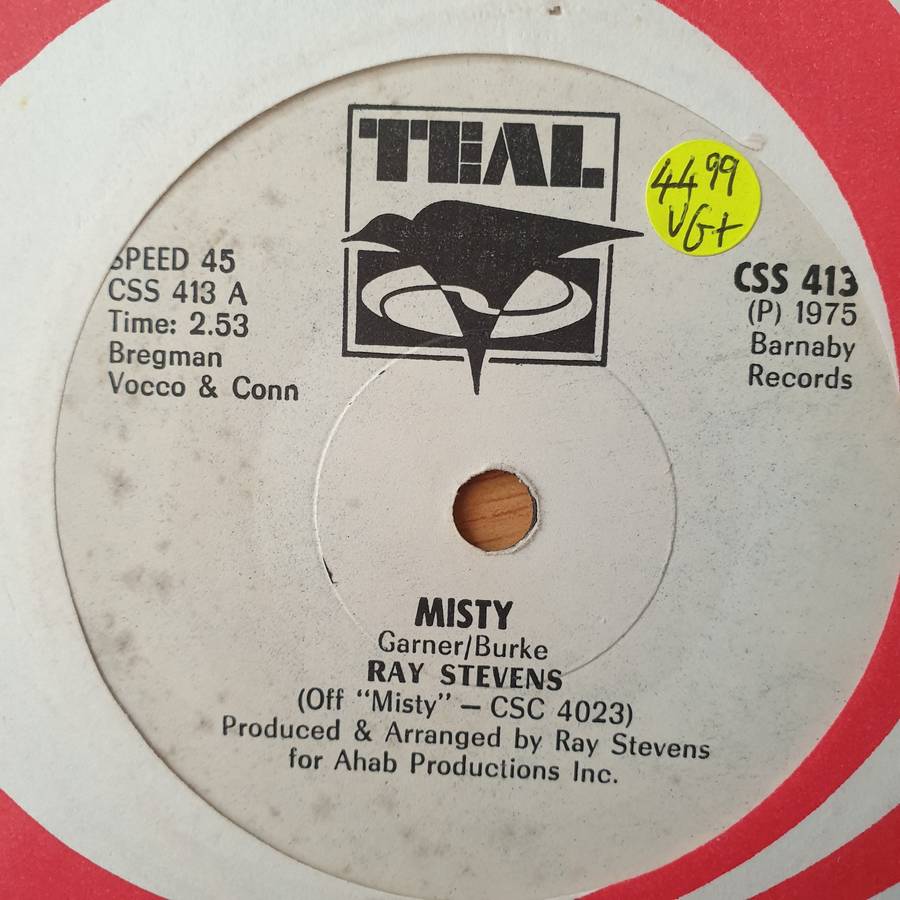 TEAL
44 99
VG+
SPEED 45
CSS 413 A
Time: 2.53
Bregman
Vocco & Conn
CSS 413
(P) 1975
Barnaby
Records
MISTY
Garner/Burke
RAY STEVENS
(Off "Misty" — CSC 4023)
Produced & Arranged by Ray Stevens
for Ahab Productions Inc.